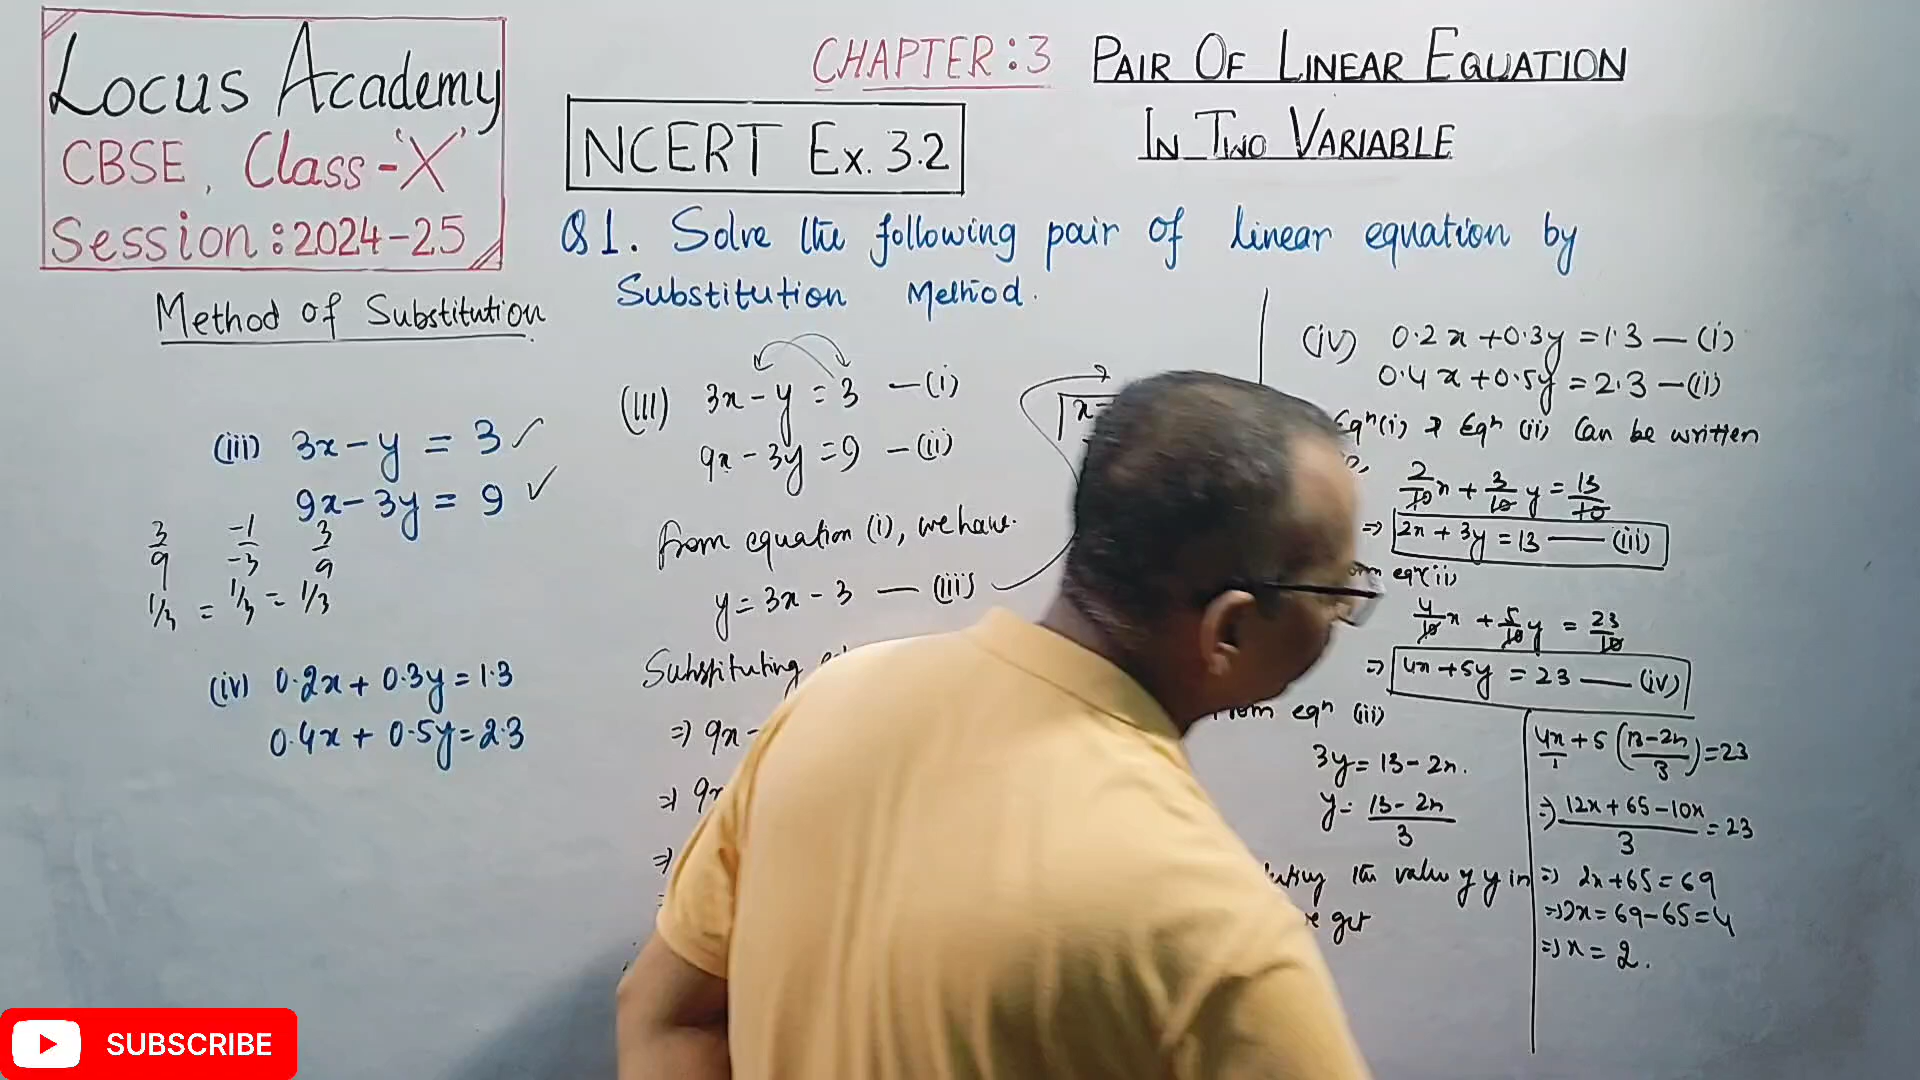 Locus Academy
CBSE, Class-'X'
Session: 2024-25
CHAPTER: 3 PAIR OF LINEAR EQUATION
IN TWO VARIABLE
NCERT Ex. 3.2
Q1. Solve the following pair of linear equation by
Substitution Method.
Method of Substitution
(iii) 3x - y = 3 ✓
9x - 3y = 9 ✓
3/9 -1/-3 3/9
1/3 = 1/3 = 1/3
(iv) 0.2x + 0.3y = 1.3
0.4x + 0.5y = 2.3
(III) 3x - y = 3 — (i)
9x - 3y = 9 — (ii)
from equation (i), we have.
y = 3x - 3 — (iii)
Substituting
⇒ 9x -
⇒ 9x
⇒
x =
(iv) 0.2x + 0.3y = 1.3 — (i)
0.4x + 0.5y = 2.3 — (ii)
Eqn (i) & Eqn (ii) Can be written
2/10 x + 3/10 y = 13/10
⇒ 2x + 3y = 13 — (iii)
eqn (ii)
4/10 x + 5/10 y = 23/10
⇒ 4x + 5y = 23 — (iv)
from eqn (iii)
3y = 13 - 2x.
y = 13 - 2x/3
the value of y in
get
4x/1 + 5 (13 - 2x/3) = 23
⇒ 12x + 65 - 10x/3 = 23
⇒ 2x + 65 = 69
⇒ 2x = 69 - 65 = 4
⇒ x = 2.
SUBSCRIBE